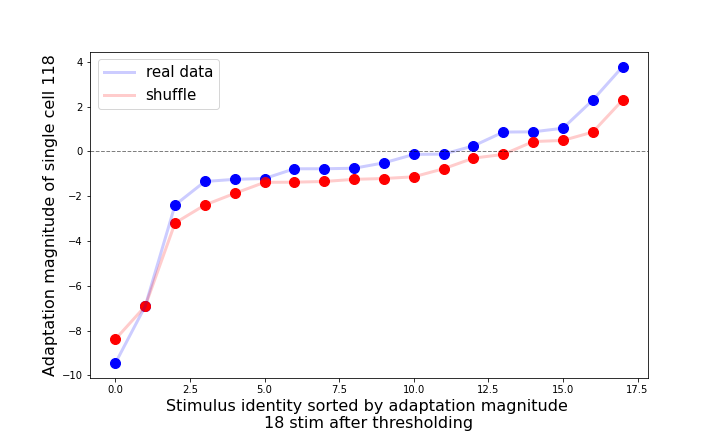 real data
shuffle
Adaptation magnitude of single cell 118
4
2
0
−2
−4
−6
−8
−10
0.0 2.5 5.0 7.5 10.0 12.5 15.0 17.5
Stimulus identity sorted by adaptation magnitude
18 stim after thresholding